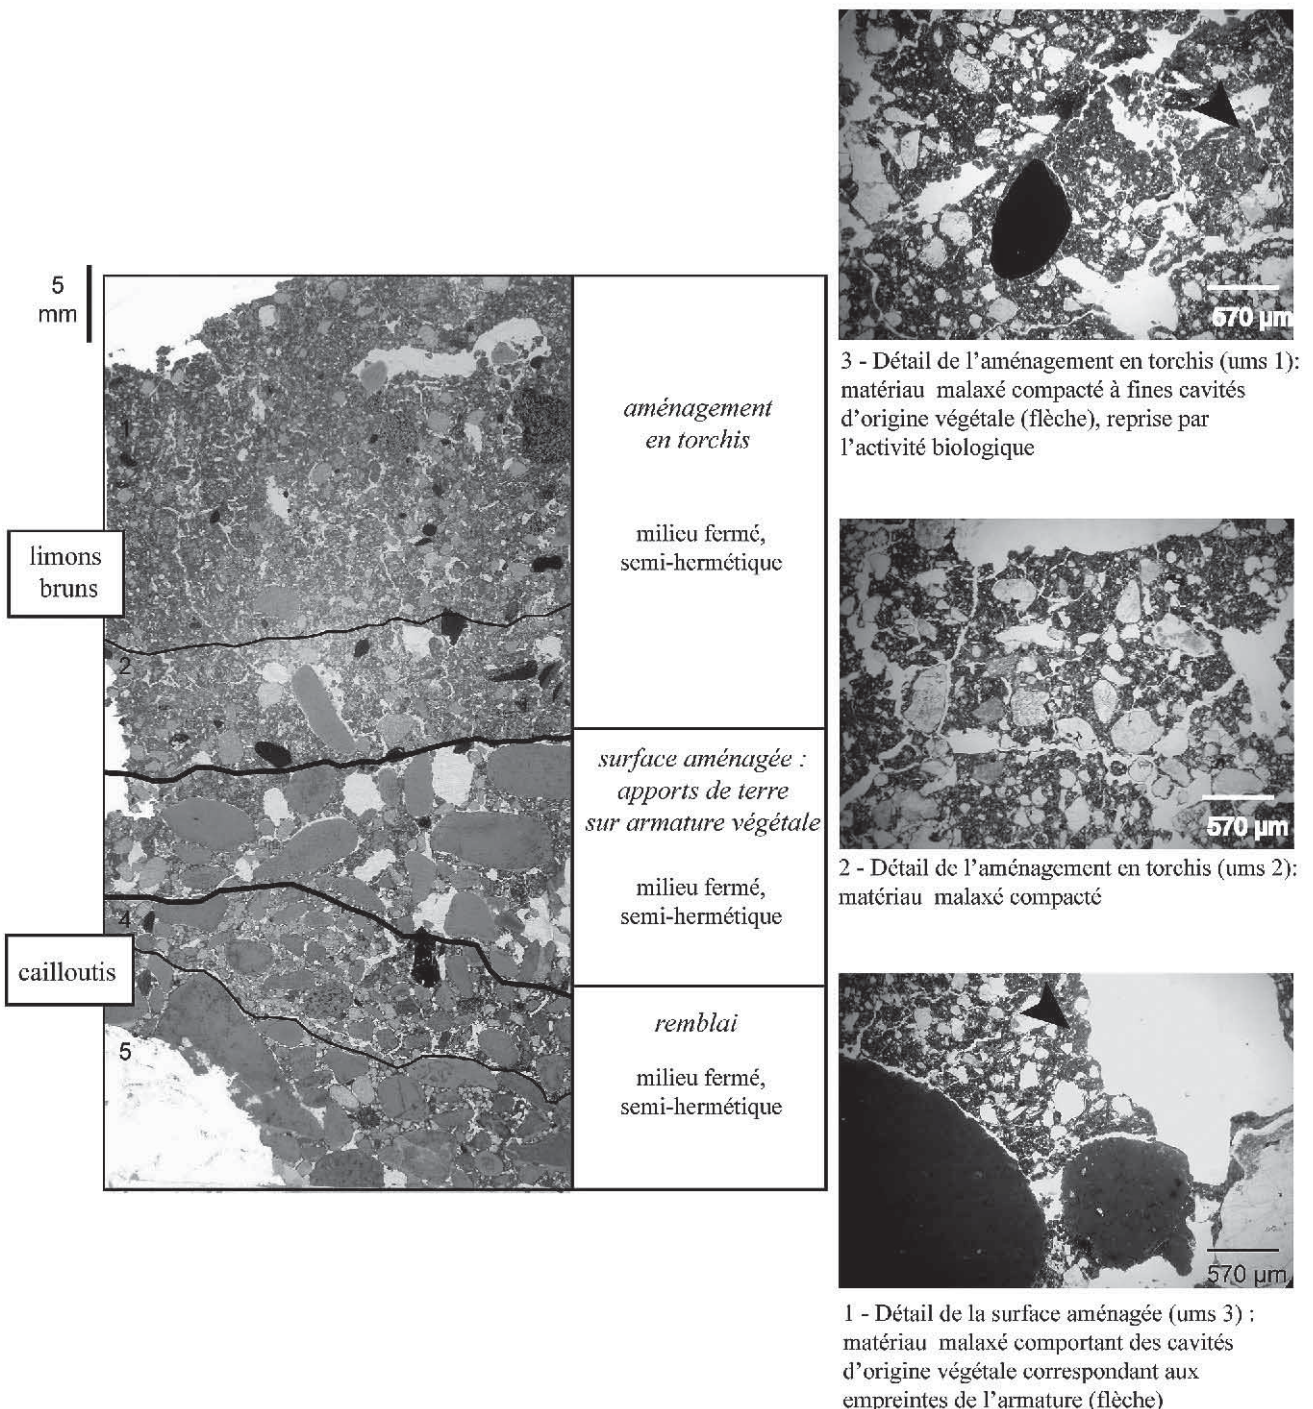 5
mm
limons
bruns
cailloutis
1
2
4
5
aménagement
en torchis
milieu fermé,
semi-hermétique
surface aménagée :
apports de terre
sur armature végétale
milieu fermé,
semi-hermétique
remblai
milieu fermé,
semi-hermétique
570 µm
3 - Détail de l'aménagement en torchis (ums 1):
matériau malaxé compacté à fines cavités
d'origine végétale (flèche), reprise par
l'activité biologique
570 µm
2 - Détail de l'aménagement en torchis (ums 2):
matériau malaxé compacté
570 µm
1 - Détail de la surface aménagée (ums 3) :
matériau malaxé comportant des cavités
d'origine végétale correspondant aux
empreintes de l'armature (flèche)